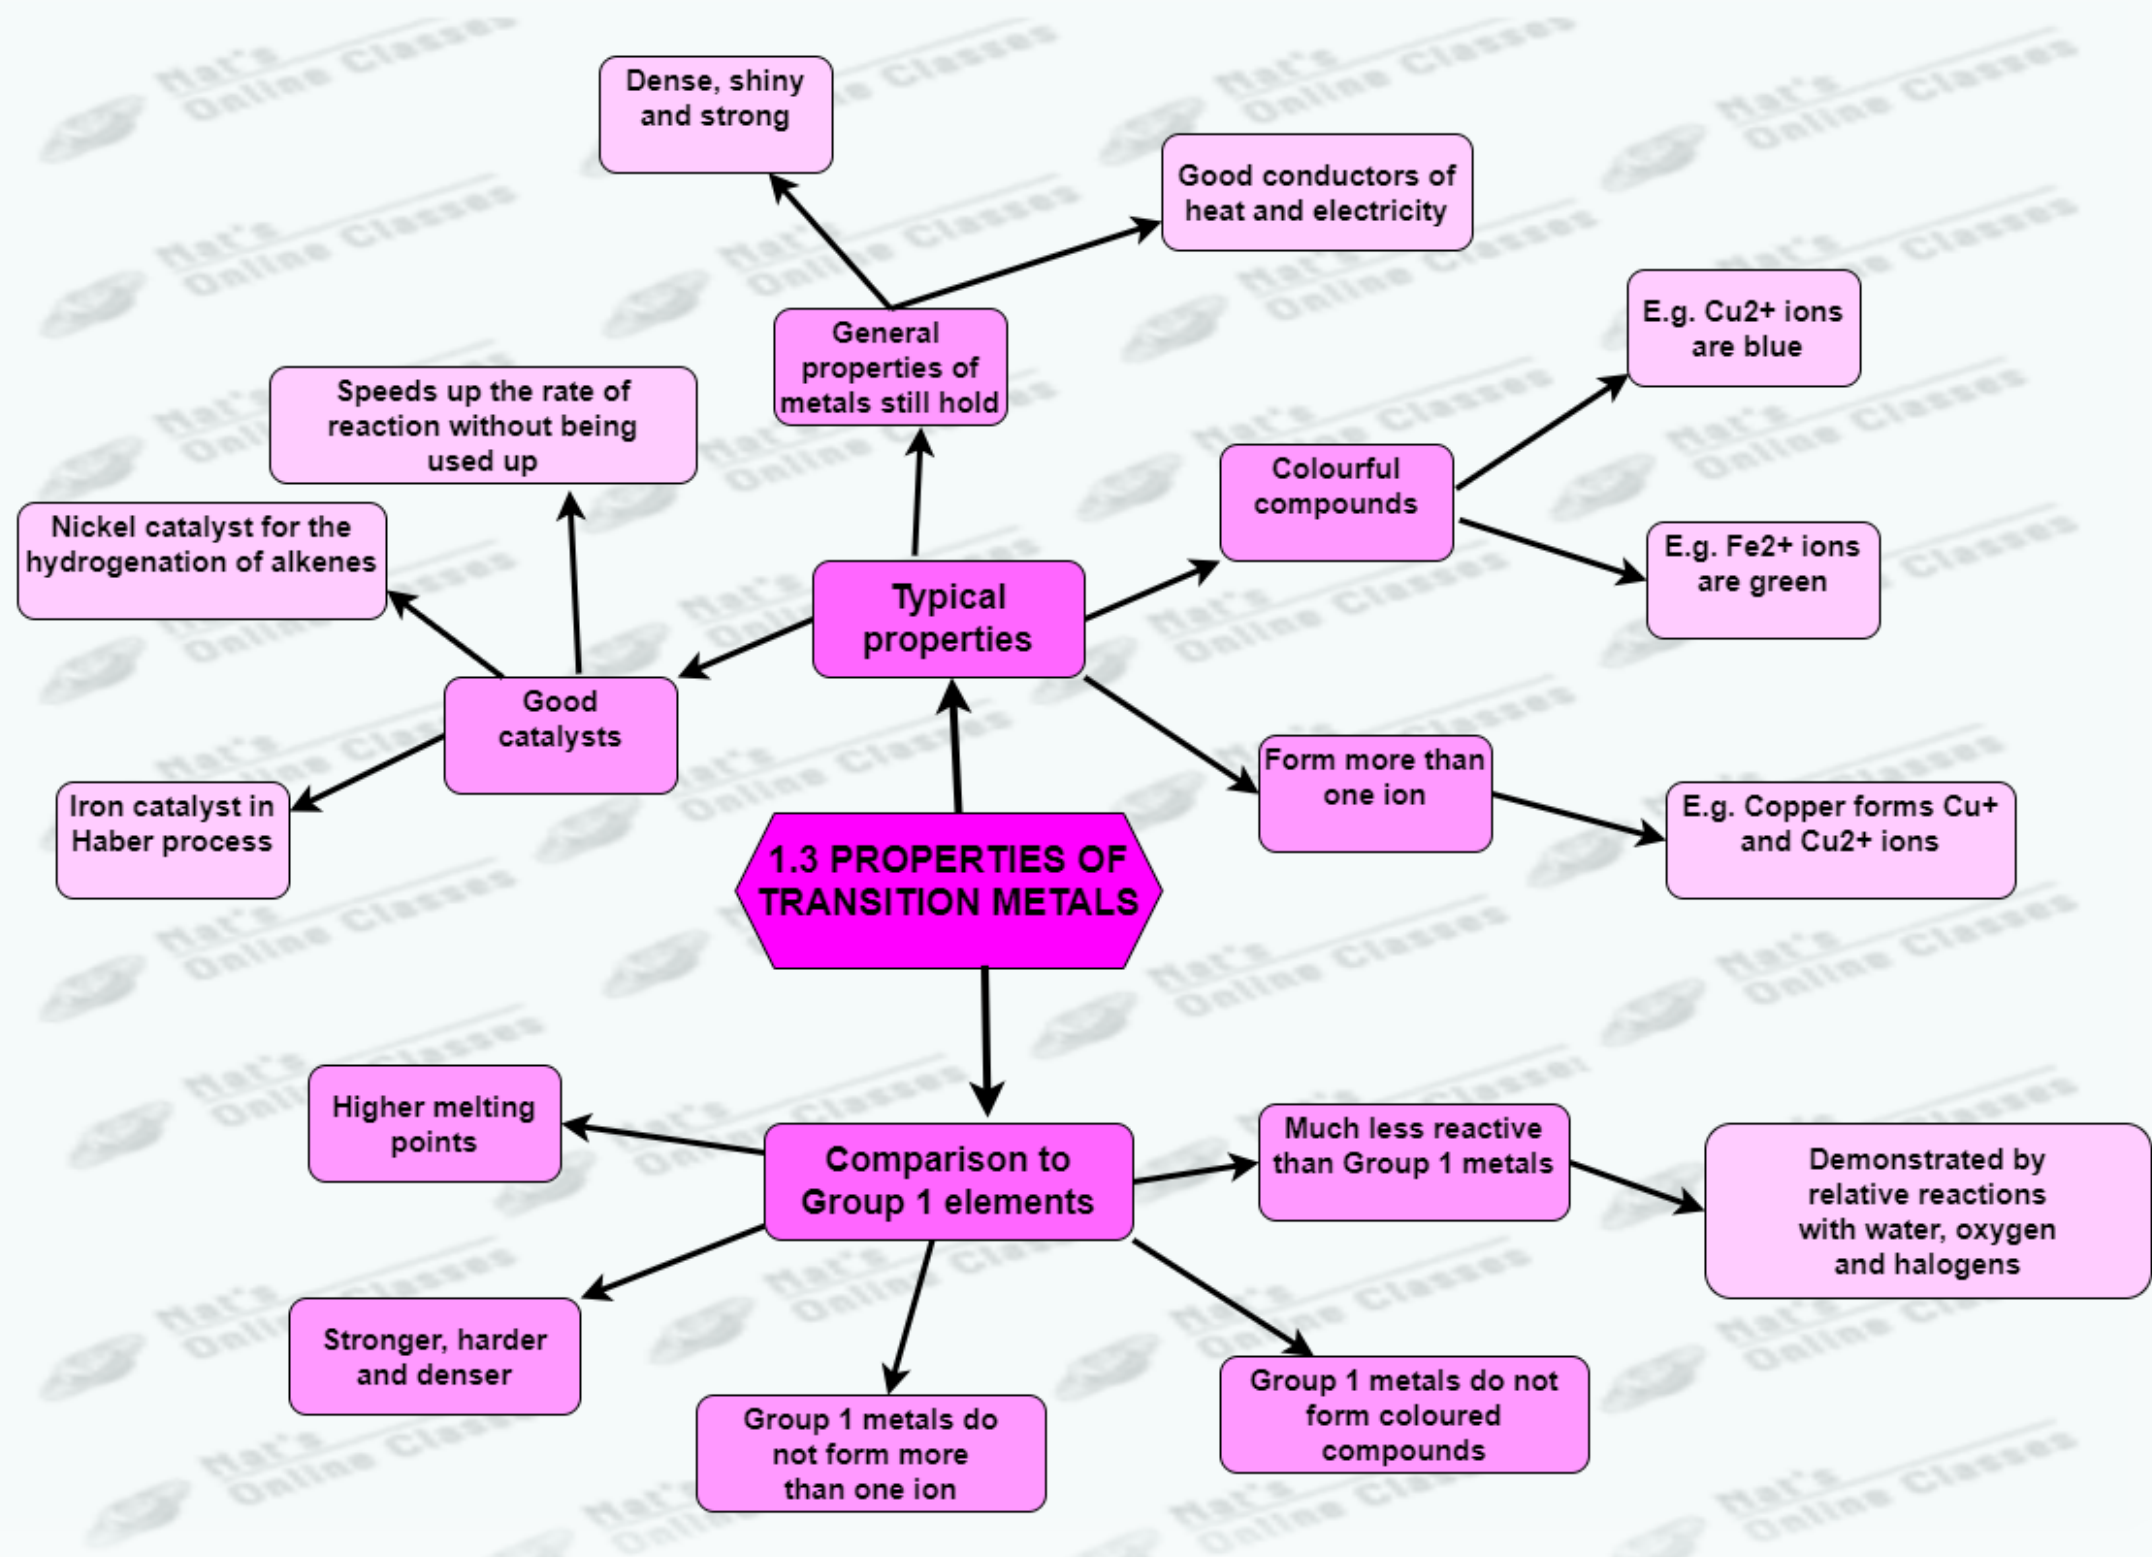 Dense, shiny
and strong
Good conductors of
heat and electricity
General
properties of
metals still hold
E.g. Cu2+ ions
are blue
Speeds up the rate of
reaction without being
used up
Colourful
compounds
Nickel catalyst for the
hydrogenation of alkenes
E.g. Fe2+ ions
are green
Typical
properties
Good
catalysts
Form more than
one ion
Iron catalyst in
Haber process
E.g. Copper forms Cu+
and Cu2+ ions
1.3 PROPERTIES OF
TRANSITION METALS
Higher melting
points
Comparison to
Group 1 elements
Much less reactive
than Group 1 metals
Demonstrated by
relative reactions
with water, oxygen
and halogens
Stronger, harder
and denser
Group 1 metals do
not form more
than one ion
Group 1 metals do not
form coloured
compounds
Mat's
Online Classes